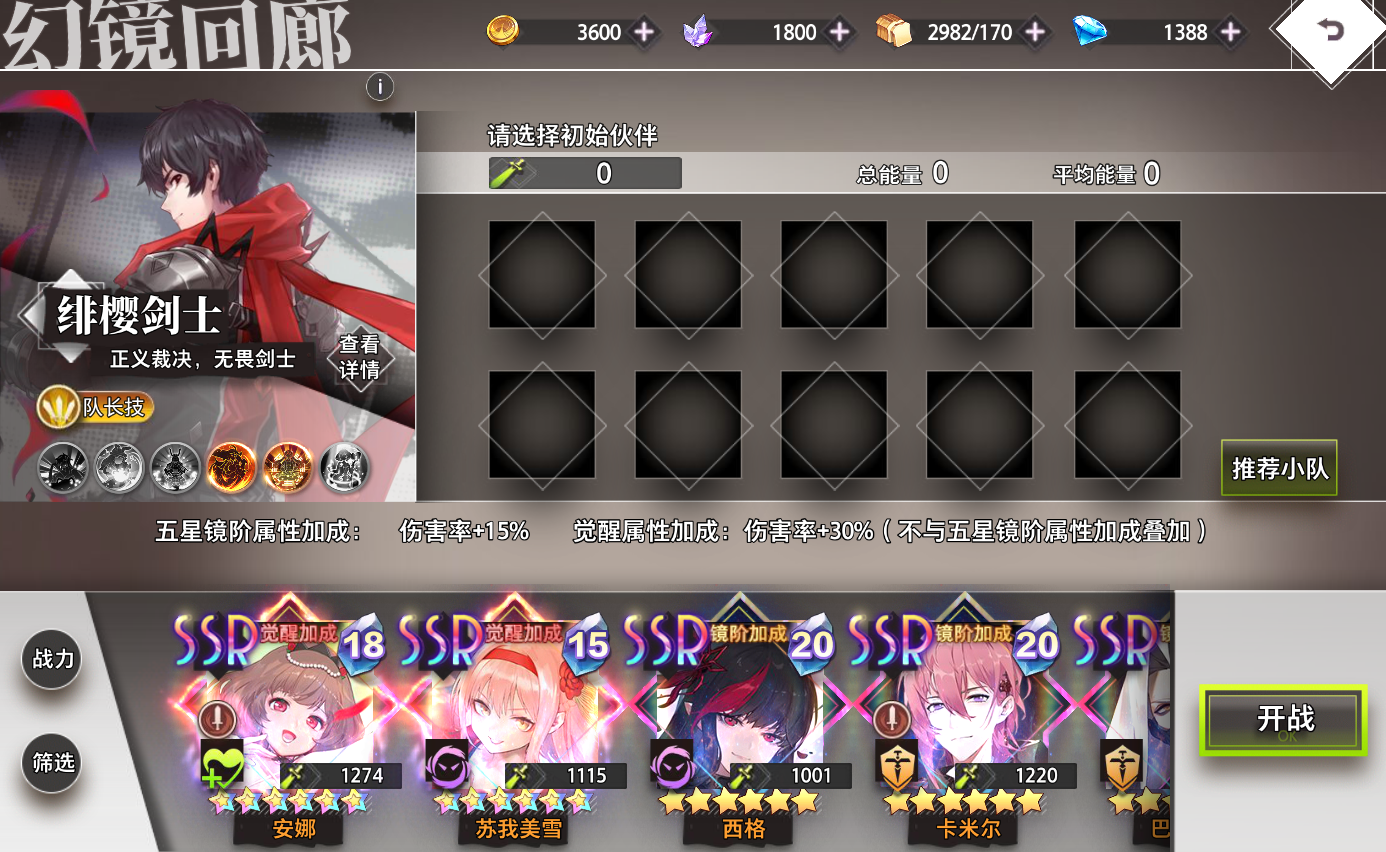 幻镜回廊
3600
1800
2982/170
1388
i
请选择初始伙伴
0
总能量 0
平均能量 0
绯樱剑士
正义裁决，无畏剑士
查看
详情
队长技
推荐小队
五星镜阶属性加成： 伤害率+15% 觉醒属性加成：伤害率+30%（不与五星镜阶属性加成叠加）
战力
筛选
SSR 觉醒加成 18
SSR 觉醒加成 15
SSR 镜阶加成 20
SSR 镜阶加成 20
SSR 镜
1274
1115
1001
1220
安娜
苏我美雪
西格
卡米尔
巴
开战
OK